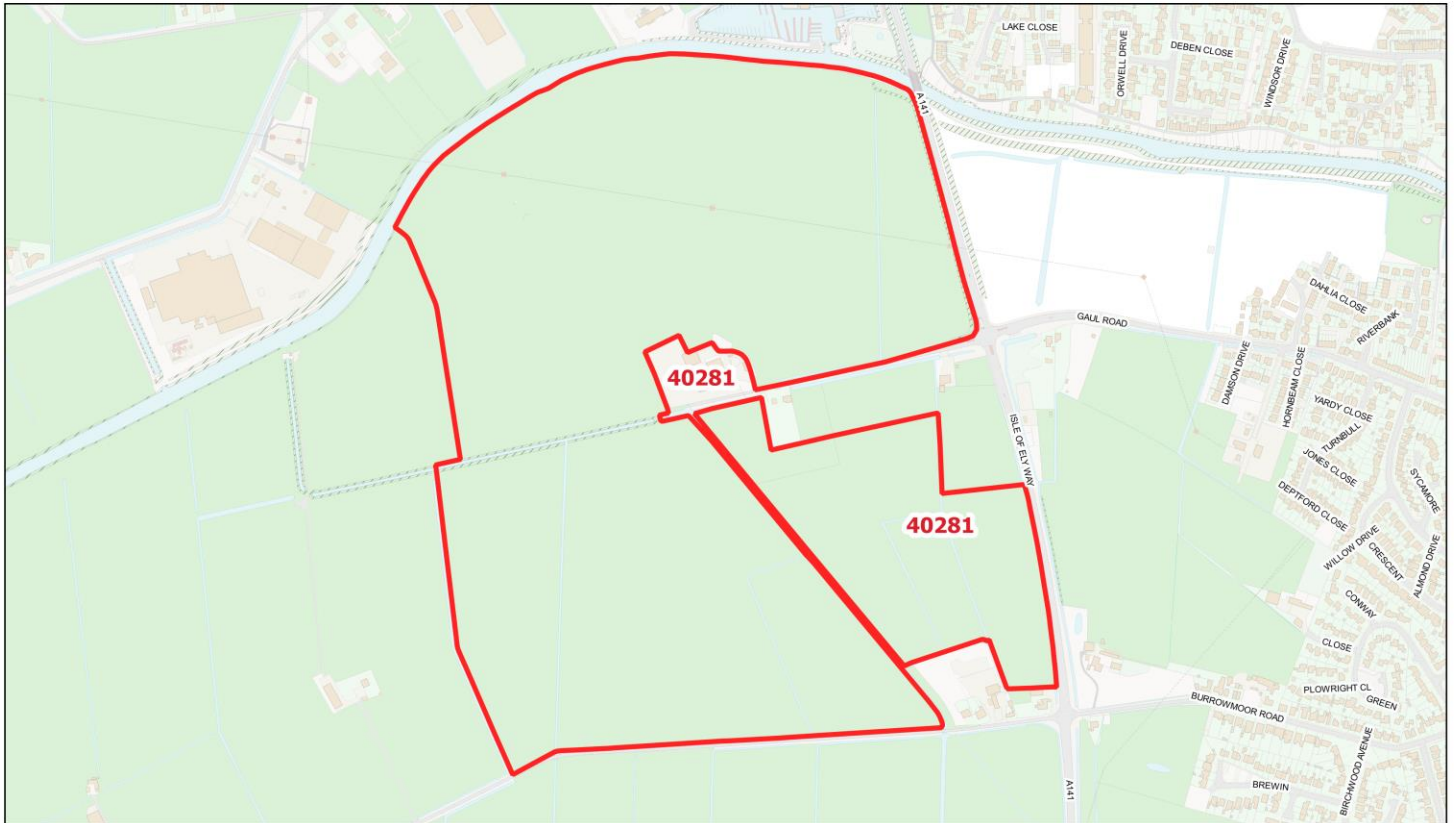 LAKE CLOSE
ORWELL DRIVE
DEBEN CLOSE
WINDSOR DRIVE
A 141
GAUL ROAD
DAHLIA CLOSE
RIVERBANK
DAMSON DRIVE
HORNBEAM CLOSE
40281
YARDY CLOSE
TURNBULL
ISLE OF ELY WAY
JONES CLOSE
SYCAMORE
DEPTFORD CLOSE
40281
WILLOW DRIVE
CRESCENT
ALMOND DRIVE
CONWAY
CLOSE
PLOWRIGHT CL
GREEN
BURROWMOOR ROAD
BIRCHWOOD AVENUE
BREWIN
A141